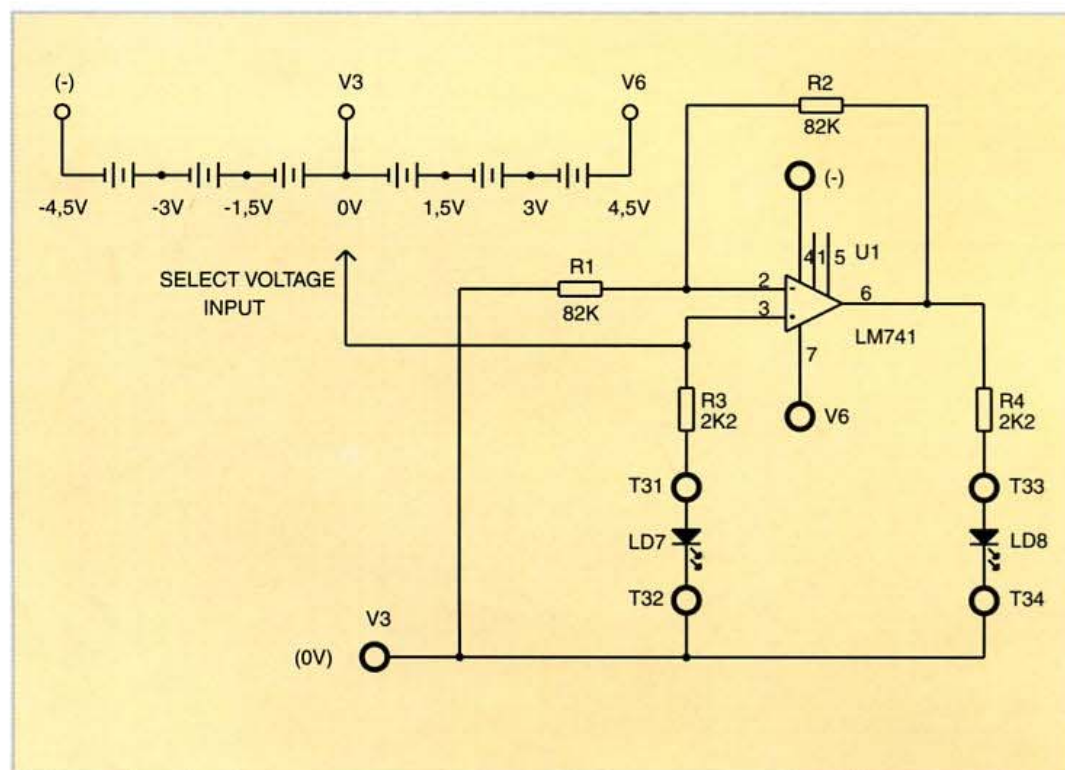 (-) V3 V6
-4,5V -3V -1,5V 0V 1,5V 3V 4,5V
SELECT VOLTAGE
INPUT
R2
82K
(-)
4 1 5 U1
R1
82K
2
3
6
LM741
7
V6
R3
2K2
R4
2K2
T31
T33
LD7
LD8
T32
T34
V3
(0V)